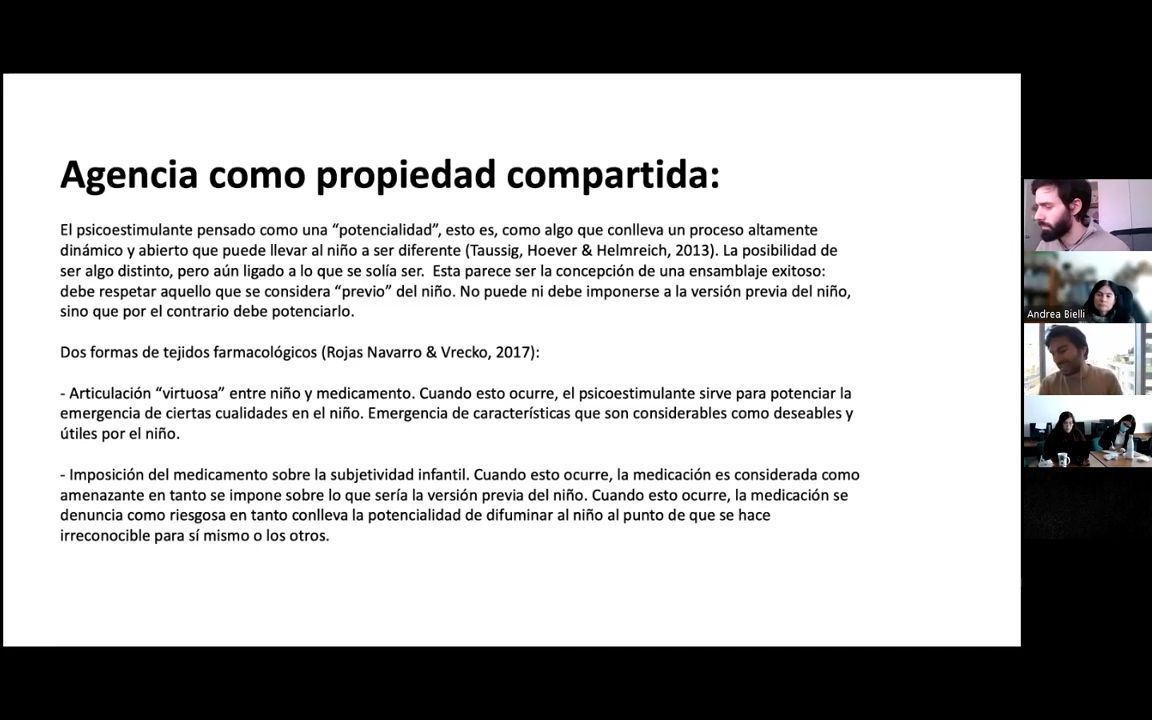 Agencia como propiedad compartida:
El psicoestimulante pensado como una “potencialidad”, esto es, como algo que conlleva un proceso altamente
dinámico y abierto que puede llevar al niño a ser diferente (Taussig, Hoever & Helmreich, 2013). La posibilidad de
ser algo distinto, pero aún ligado a lo que se solía ser.  Esta parece ser la concepción de una ensamblaje exitoso:
debe respetar aquello que se considera “previo” del niño. No puede ni debe imponerse a la versión previa del niño,
sino que por el contrario debe potenciarlo.
Dos formas de tejidos farmacológicos (Rojas Navarro & Vrecko, 2017):
- Articulación “virtuosa” entre niño y medicamento. Cuando esto ocurre, el psicoestimulante sirve para potenciar la
emergencia de ciertas cualidades en el niño. Emergencia de características que son considerables como deseables y
útiles por el niño.
- Imposición del medicamento sobre la subjetividad infantil. Cuando esto ocurre, la medicación es considerada como
amenazante en tanto se impone sobre lo que sería la versión previa del niño. Cuando esto ocurre, la medicación se
denuncia como riesgosa en tanto conlleva la potencialidad de difuminar al niño al punto de que se hace
irreconocible para sí mismo o los otros.
Andrea Bielli